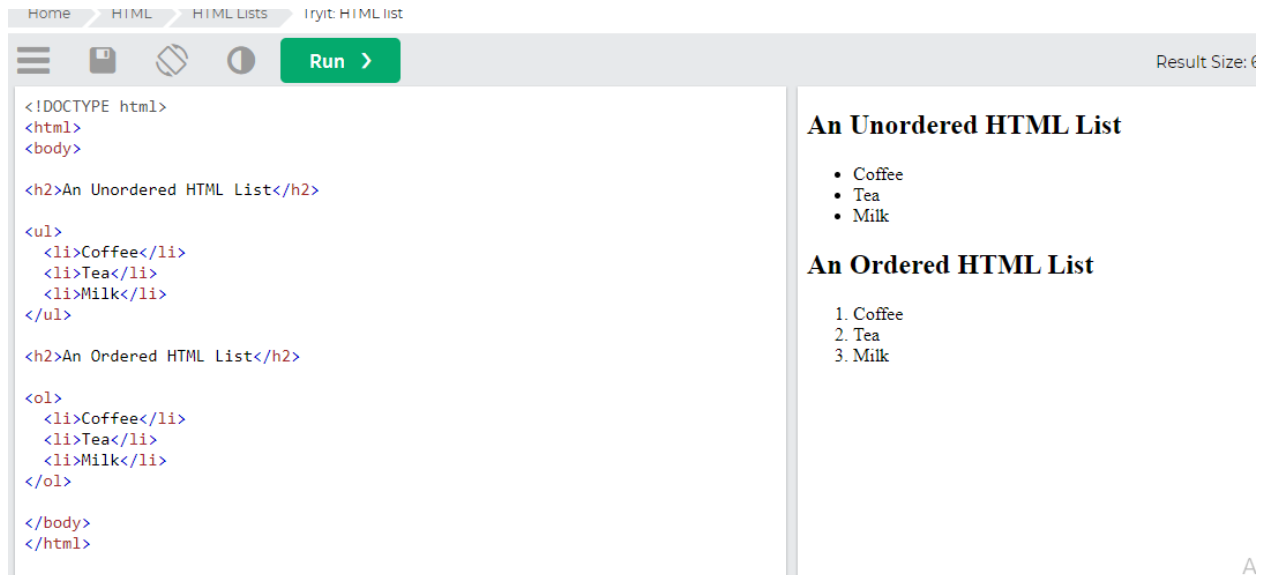 Home HTML HTML Lists Tryit: HTML list
Run ❯
Result Size:
<!DOCTYPE html>
<html>
<body>
<h2>An Unordered HTML List</h2>
<ul>
<li>Coffee</li>
<li>Tea</li>
<li>Milk</li>
</ul>
<h2>An Ordered HTML List</h2>
<ol>
<li>Coffee</li>
<li>Tea</li>
<li>Milk</li>
</ol>
</body>
</html>
An Unordered HTML List
• Coffee
• Tea
• Milk
An Ordered HTML List
1. Coffee
2. Tea
3. Milk
A